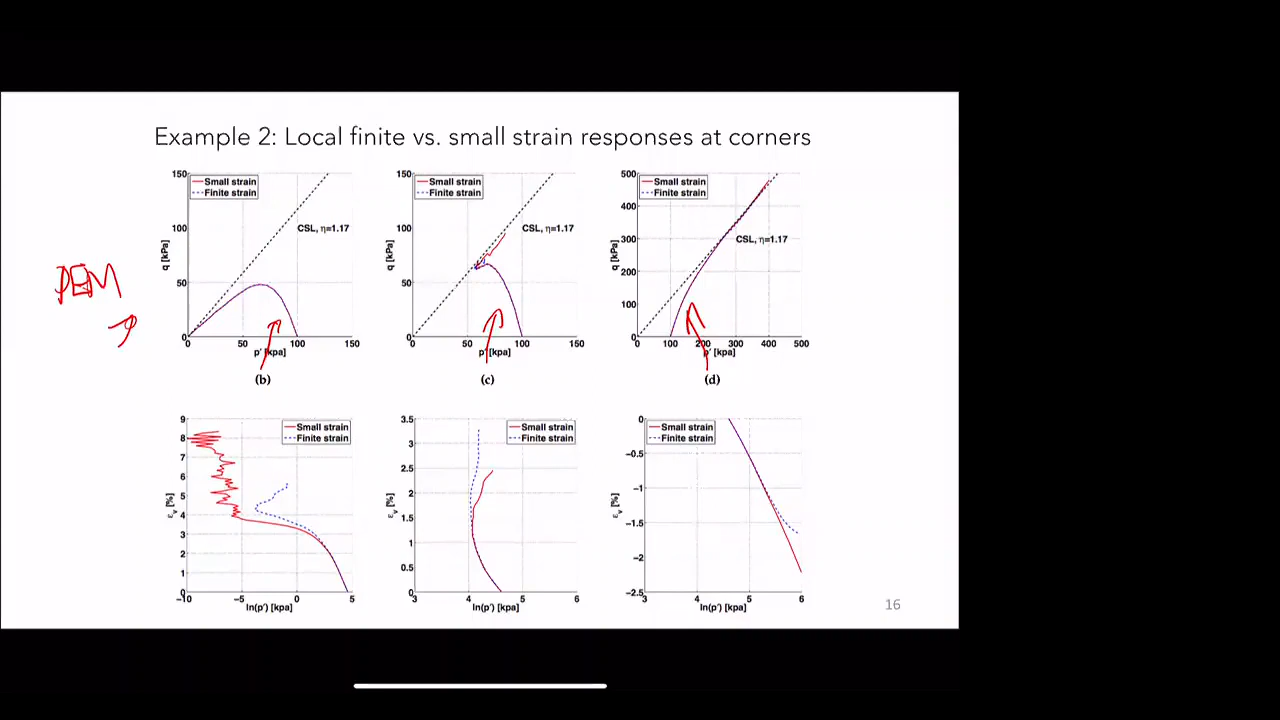 Example 2: Local finite vs. small strain responses at corners
150
100
50
0
q [kPa]
Small strain
Finite strain
CSL, η=1.17
0 50 100 150
p' [kpa]
(b)
150
100
50
0
q [kPa]
Small strain
Finite strain
CSL, η=1.17
0 50 100 150
p' [kpa]
(c)
500
400
300
200
100
0
q [kPa]
Small strain
Finite strain
CSL, η=1.17
0 100 200 300 400 500
p' [kpa]
(d)
9
8
7
6
5
4
3
2
1
0
εv [%]
Small strain
Finite strain
-10 -5 0 5
ln(p') [kpa]
3.5
3
2.5
2
1.5
1
0.5
0
εv [%]
Small strain
Finite strain
3 4 5 6
ln(p') [kpa]
0
-0.5
-1
-1.5
-2
-2.5
εv [%]
Small strain
Finite strain
3 4 5 6
ln(p') [kpa]
16